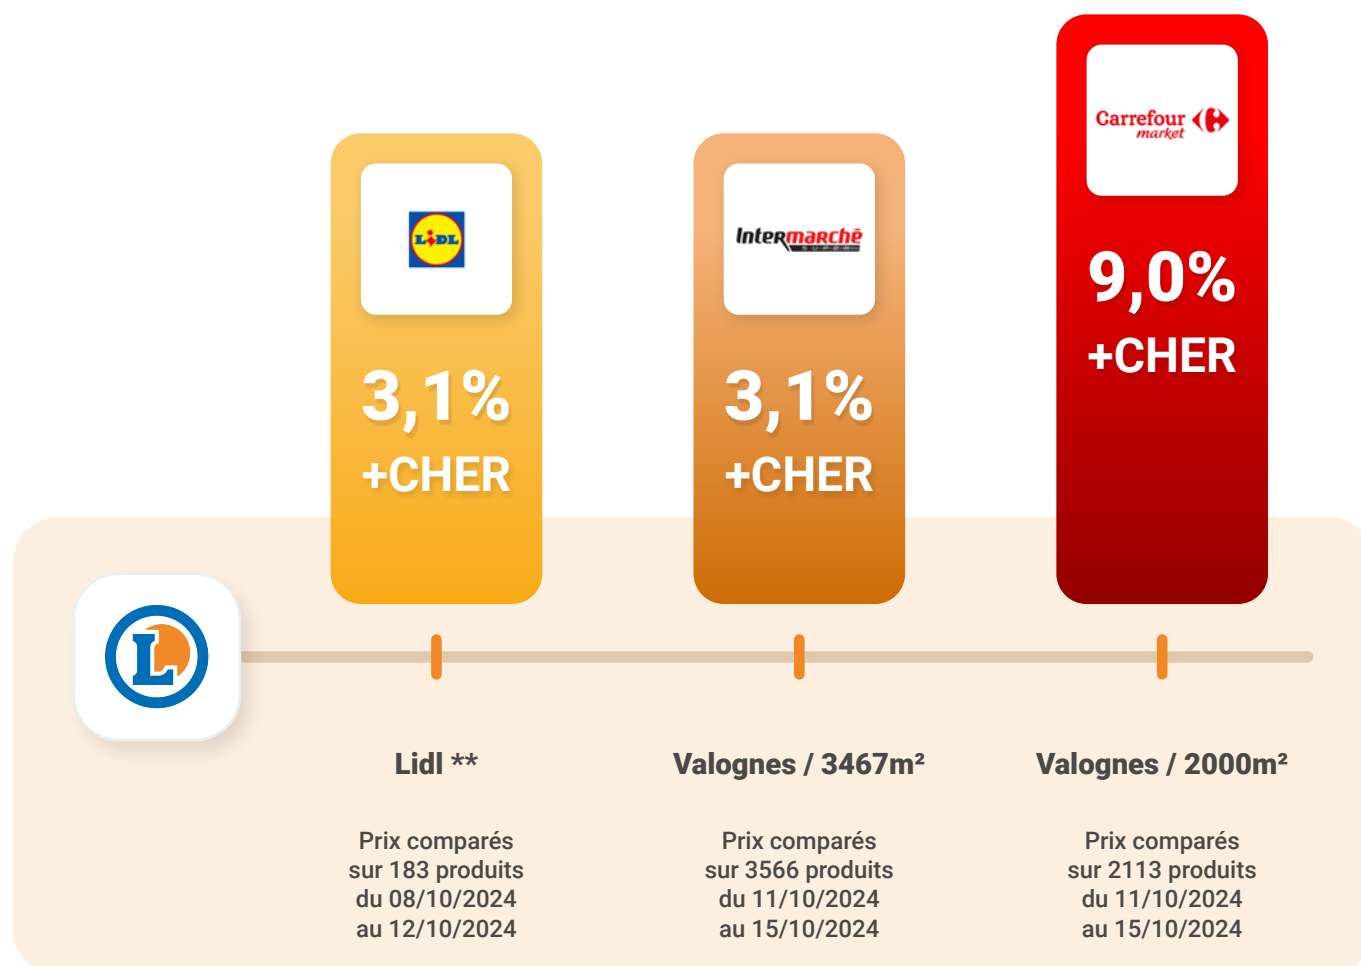 LIDL
3,1%
+CHER
Intermarché
SUPER
3,1%
+CHER
Carrefour
market
9,0%
+CHER
L
Lidl **
Prix comparés
sur 183 produits
du 08/10/2024
au 12/10/2024
Valognes / 3467m²
Prix comparés
sur 3566 produits
du 11/10/2024
au 15/10/2024
Valognes / 2000m²
Prix comparés
sur 2113 produits
du 11/10/2024
au 15/10/2024